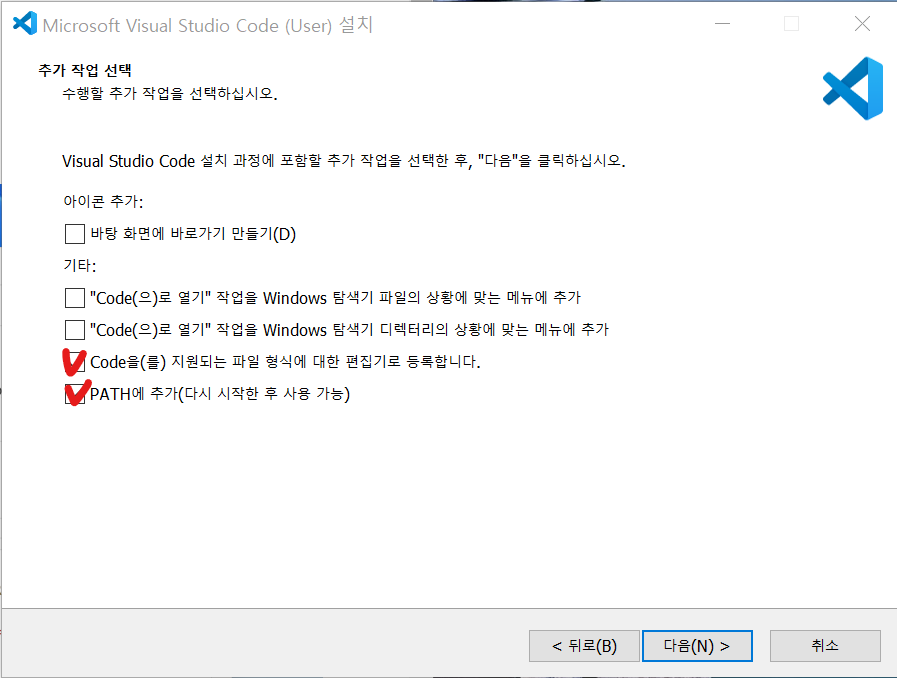 Microsoft Visual Studio Code (User) 설치
추가 작업 선택
수행할 추가 작업을 선택하십시오.
Visual Studio Code 설치 과정에 포함할 추가 작업을 선택한 후, "다음"을 클릭하십시오.
아이콘 추가:
바탕 화면에 바로가기 만들기(D)
기타:
"Code(으)로 열기" 작업을 Windows 탐색기 파일의 상황에 맞는 메뉴에 추가
"Code(으)로 열기" 작업을 Windows 탐색기 디렉터리의 상황에 맞는 메뉴에 추가
Code을(를) 지원되는 파일 형식에 대한 편집기로 등록합니다.
PATH에 추가(다시 시작한 후 사용 가능)
< 뒤로(B) 다음(N) > 취소